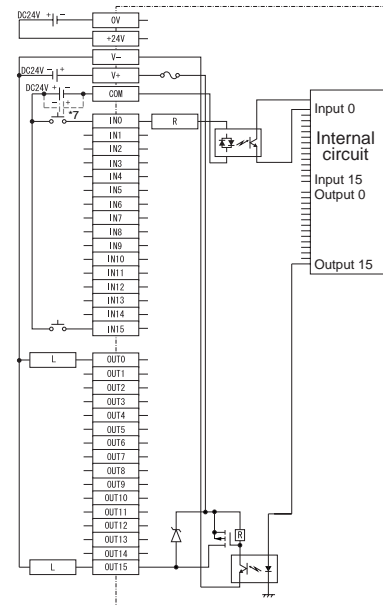 DC24V + - 0V
+24V
V-
DC24V - + V+
DC24V + - COM
- +
*7
IN0 R
IN1
IN2
IN3
IN4
IN5
IN6
IN7
IN8
IN9
IN10
IN11
IN12
IN13
IN14
IN15
Input 0
Internal
circuit
Input 15
Output 0
Output 15
L OUT0
OUT1
OUT2
OUT3
OUT4
OUT5
OUT6
OUT7
OUT8
OUT9
OUT10
OUT11
OUT12
OUT13
OUT14
L OUT15
R